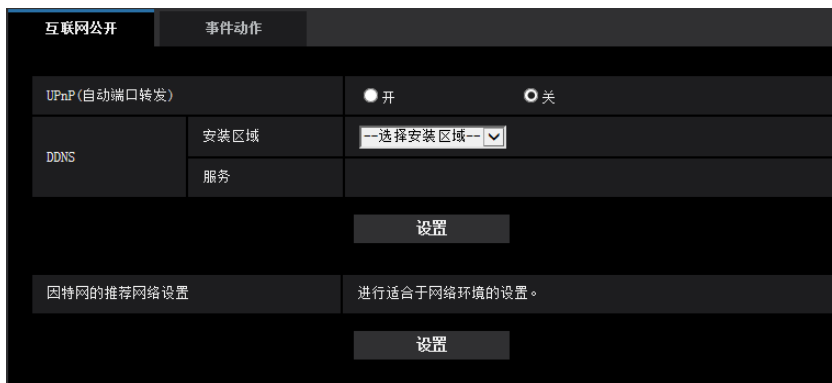 互联网公开 事件动作
UPnP(自动端口转发) 开 关
DDNS 安装区域 --选择安装区域--
服务
设置
因特网的推荐网络设置 进行适合于网络环境的设置。
设置